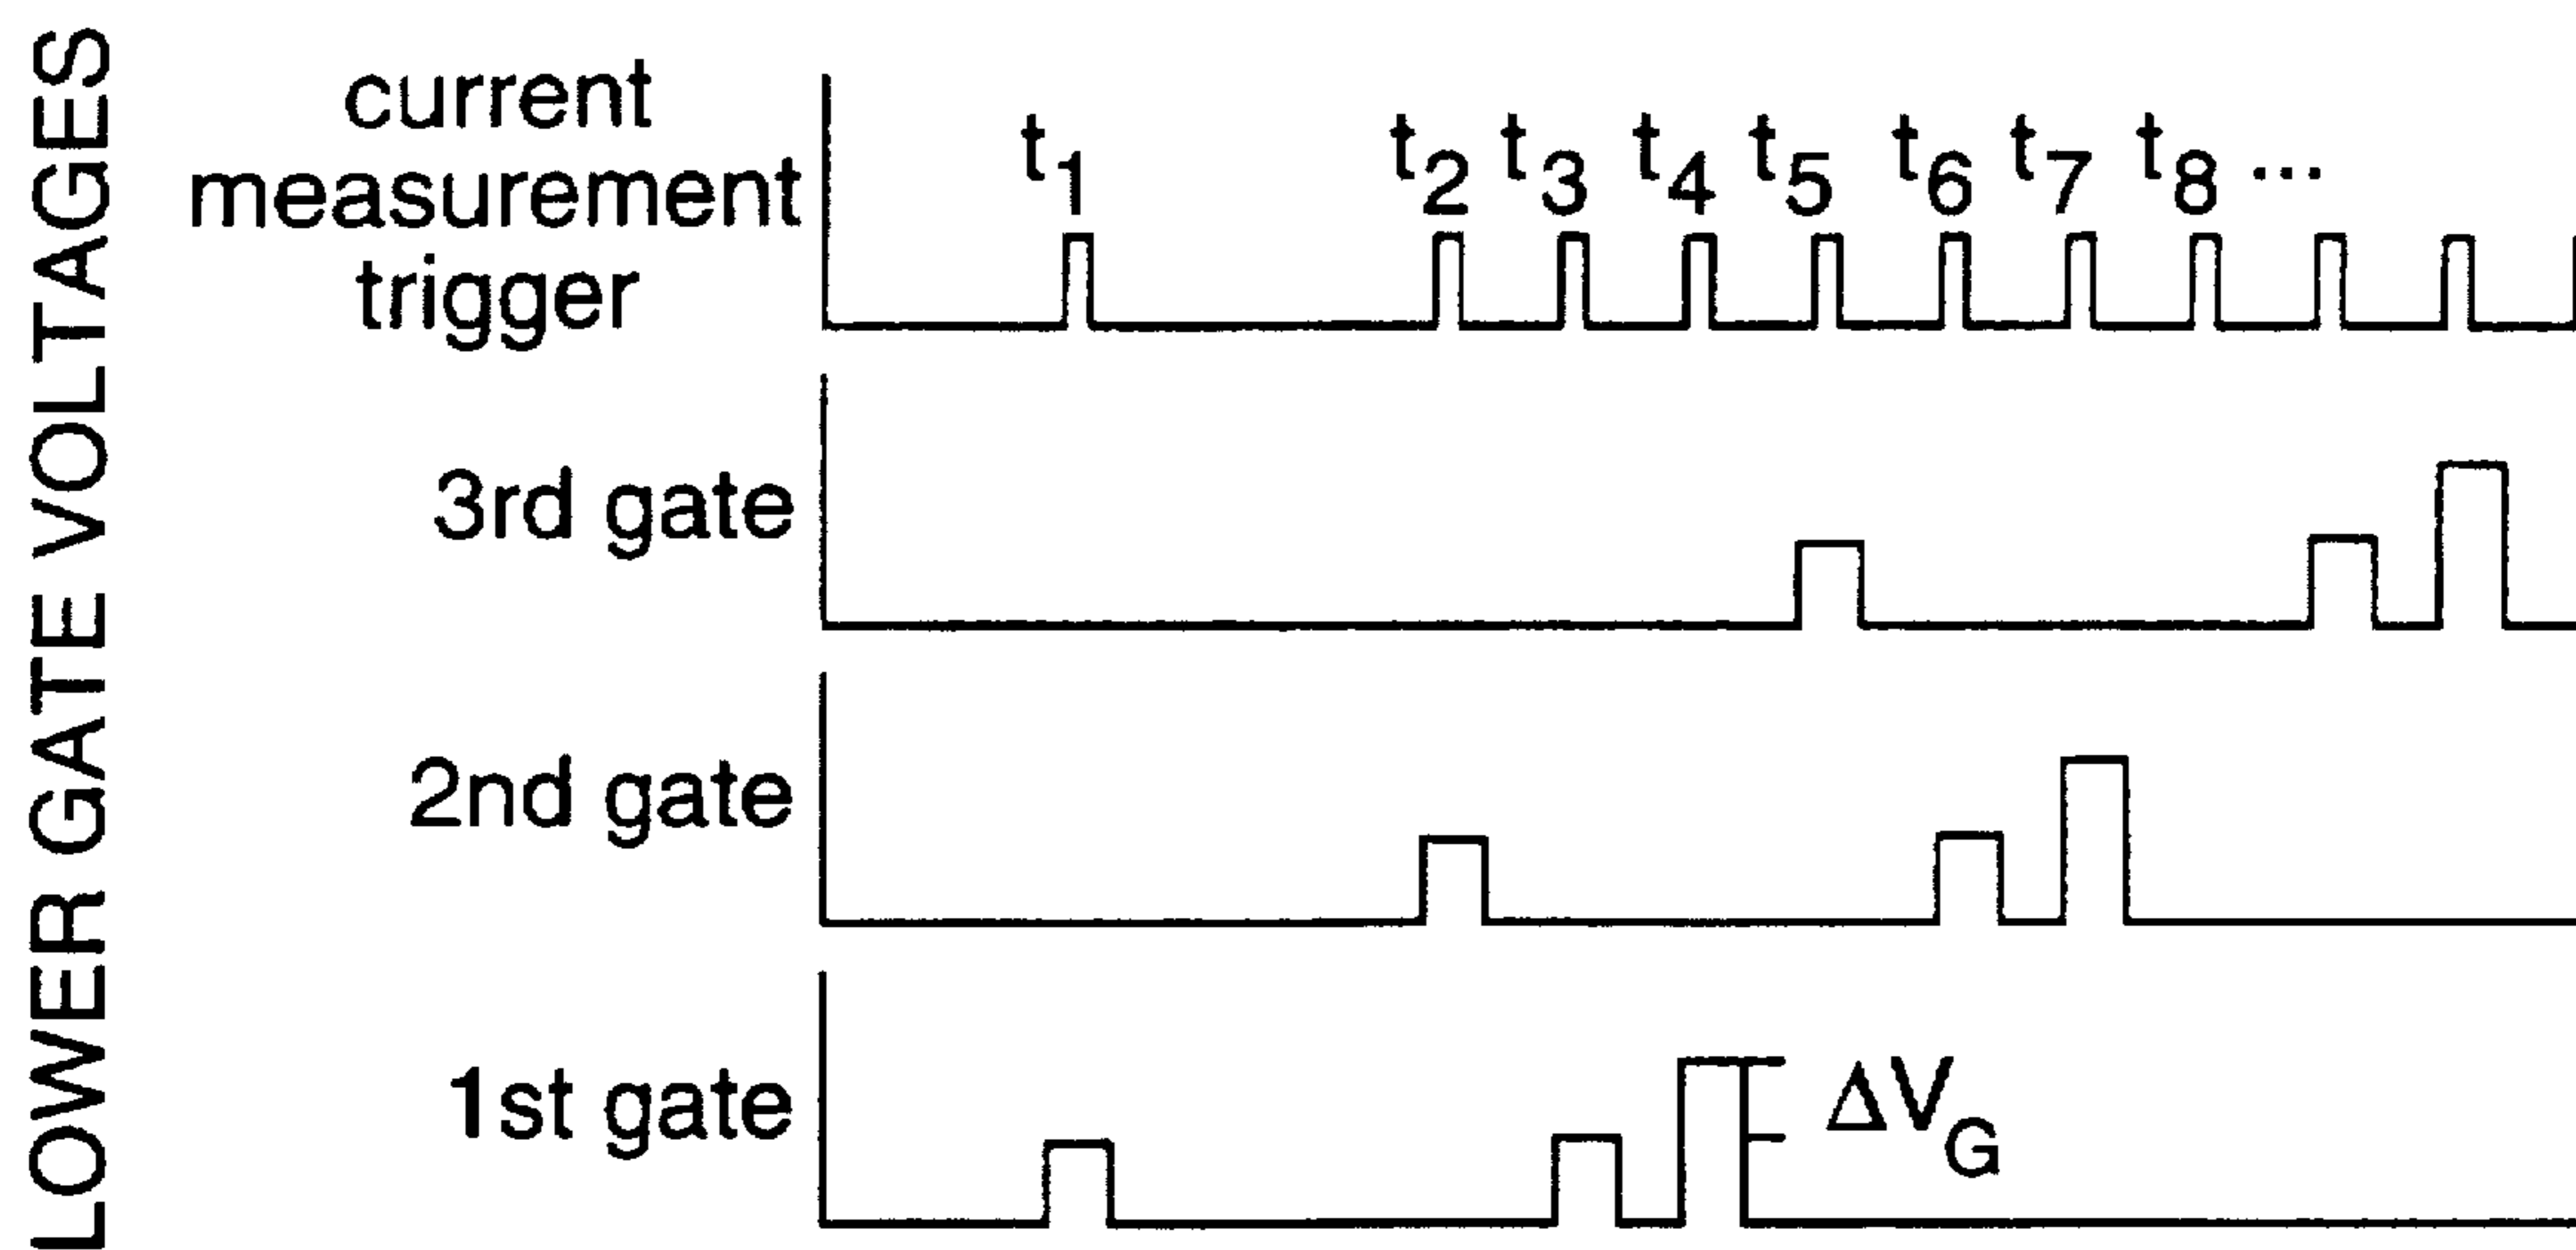 LOWER GATE VOLTAGES
current
measurement
trigger
t1 t2 t3 t4 t5 t6 t7 t8 ...
3rd gate
2nd gate
1st gate
ΔVG